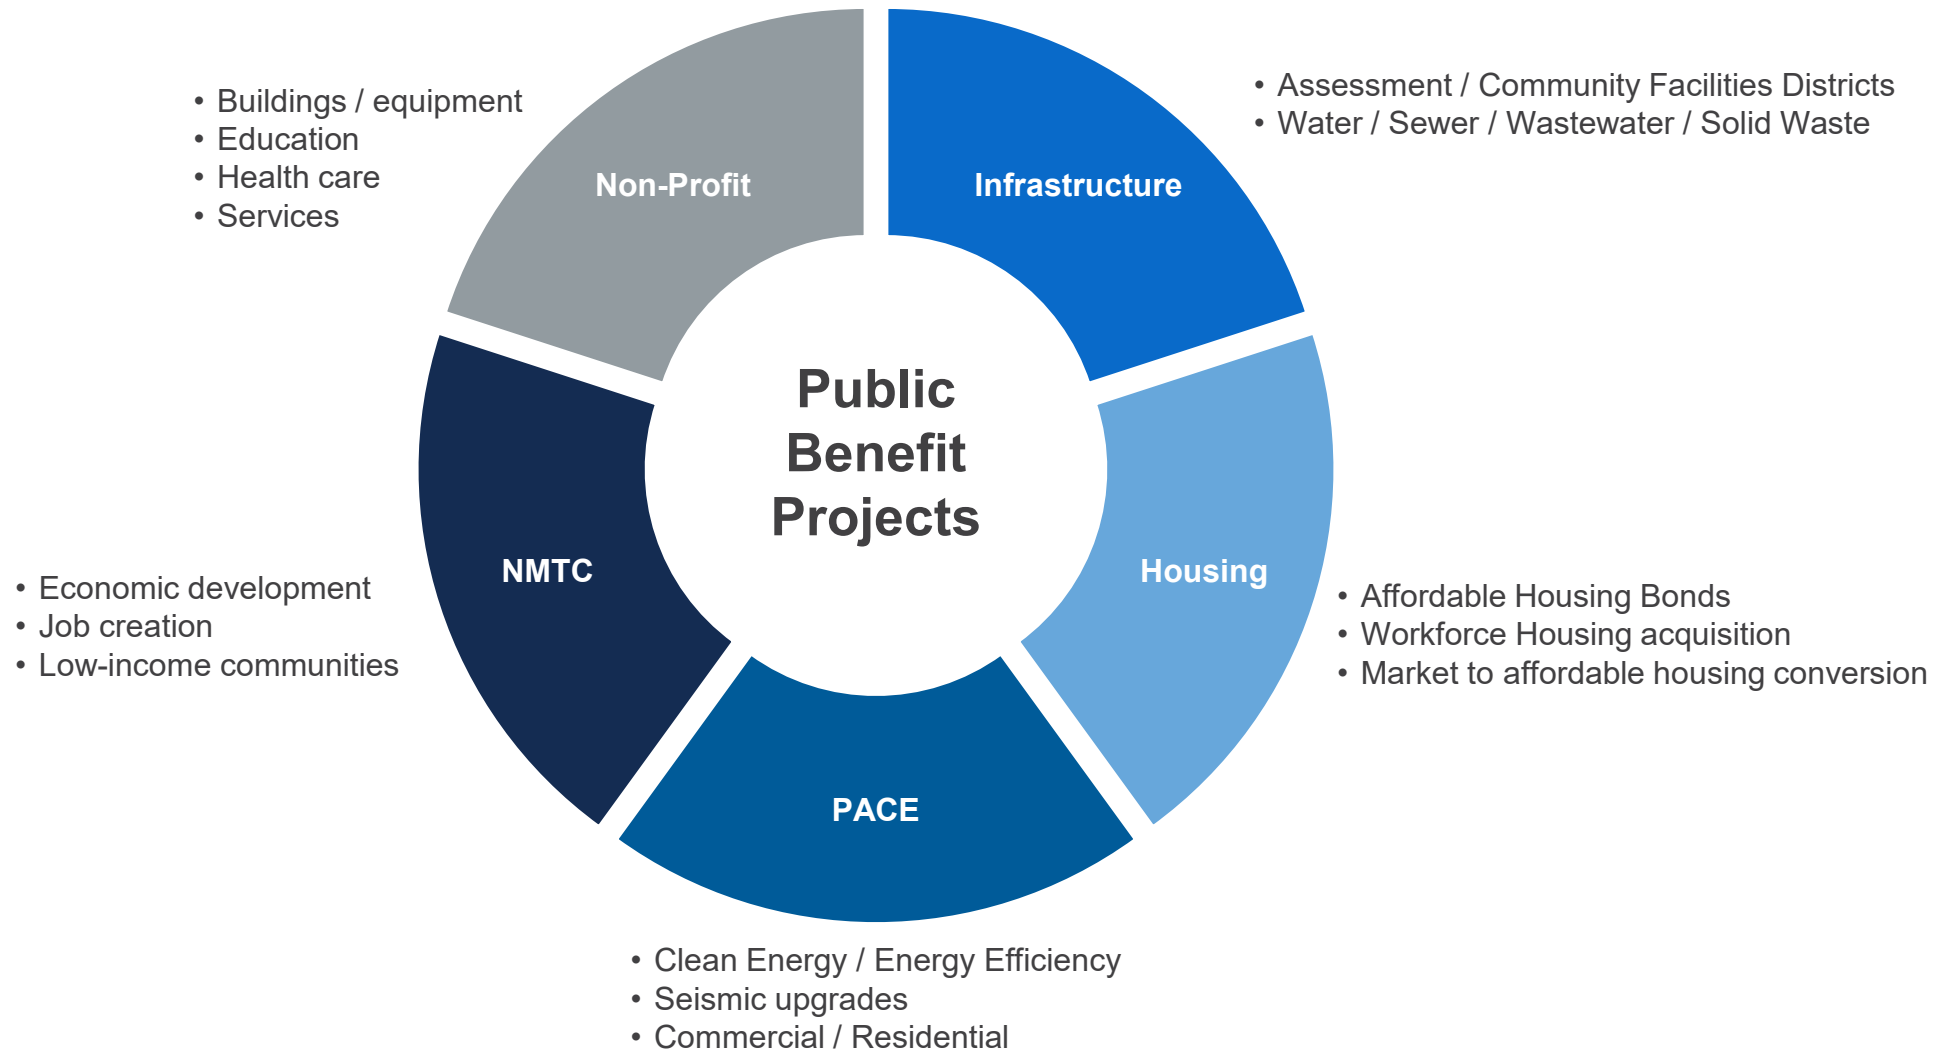 • Buildings / equipment
• Education
• Health care
• Services
Non-Profit
Infrastructure
• Assessment / Community Facilities Districts
• Water / Sewer / Wastewater / Solid Waste
Public
Benefit
Projects
NMTC
• Economic development
• Job creation
• Low-income communities
Housing
• Affordable Housing Bonds
• Workforce Housing acquisition
• Market to affordable housing conversion
PACE
• Clean Energy / Energy Efficiency
• Seismic upgrades
• Commercial / Residential